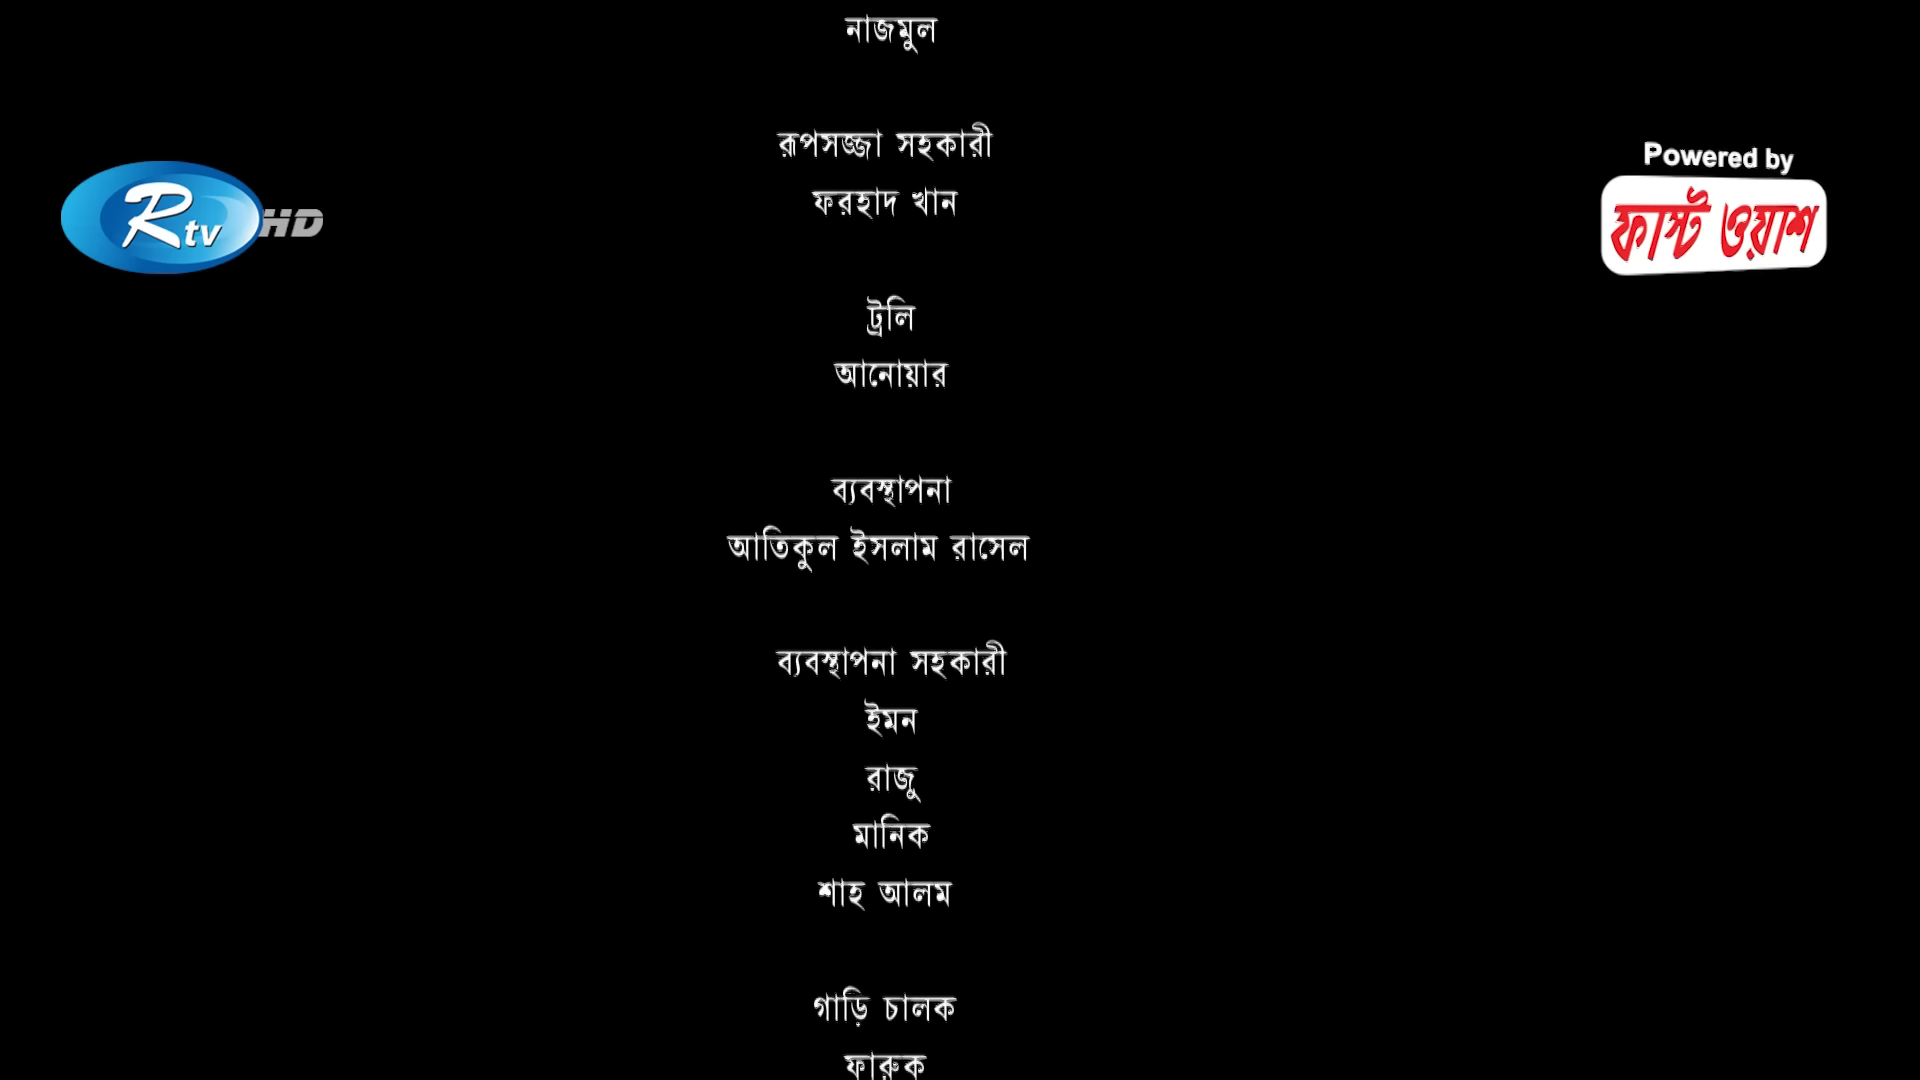 নাজমুল
রূপসজ্জা সহকারী
ফরহাদ খান
Rtv HD
Powered by
ফাস্ট ওয়াশ
ট্রলি
আনোয়ার
ব্যবস্থাপনা
আতিকুল ইসলাম রাসেল
ব্যবস্থাপনা সহকারী
ইমন
রাজু
মানিক
শাহ আলম
গাড়ি চালক
ফারুক